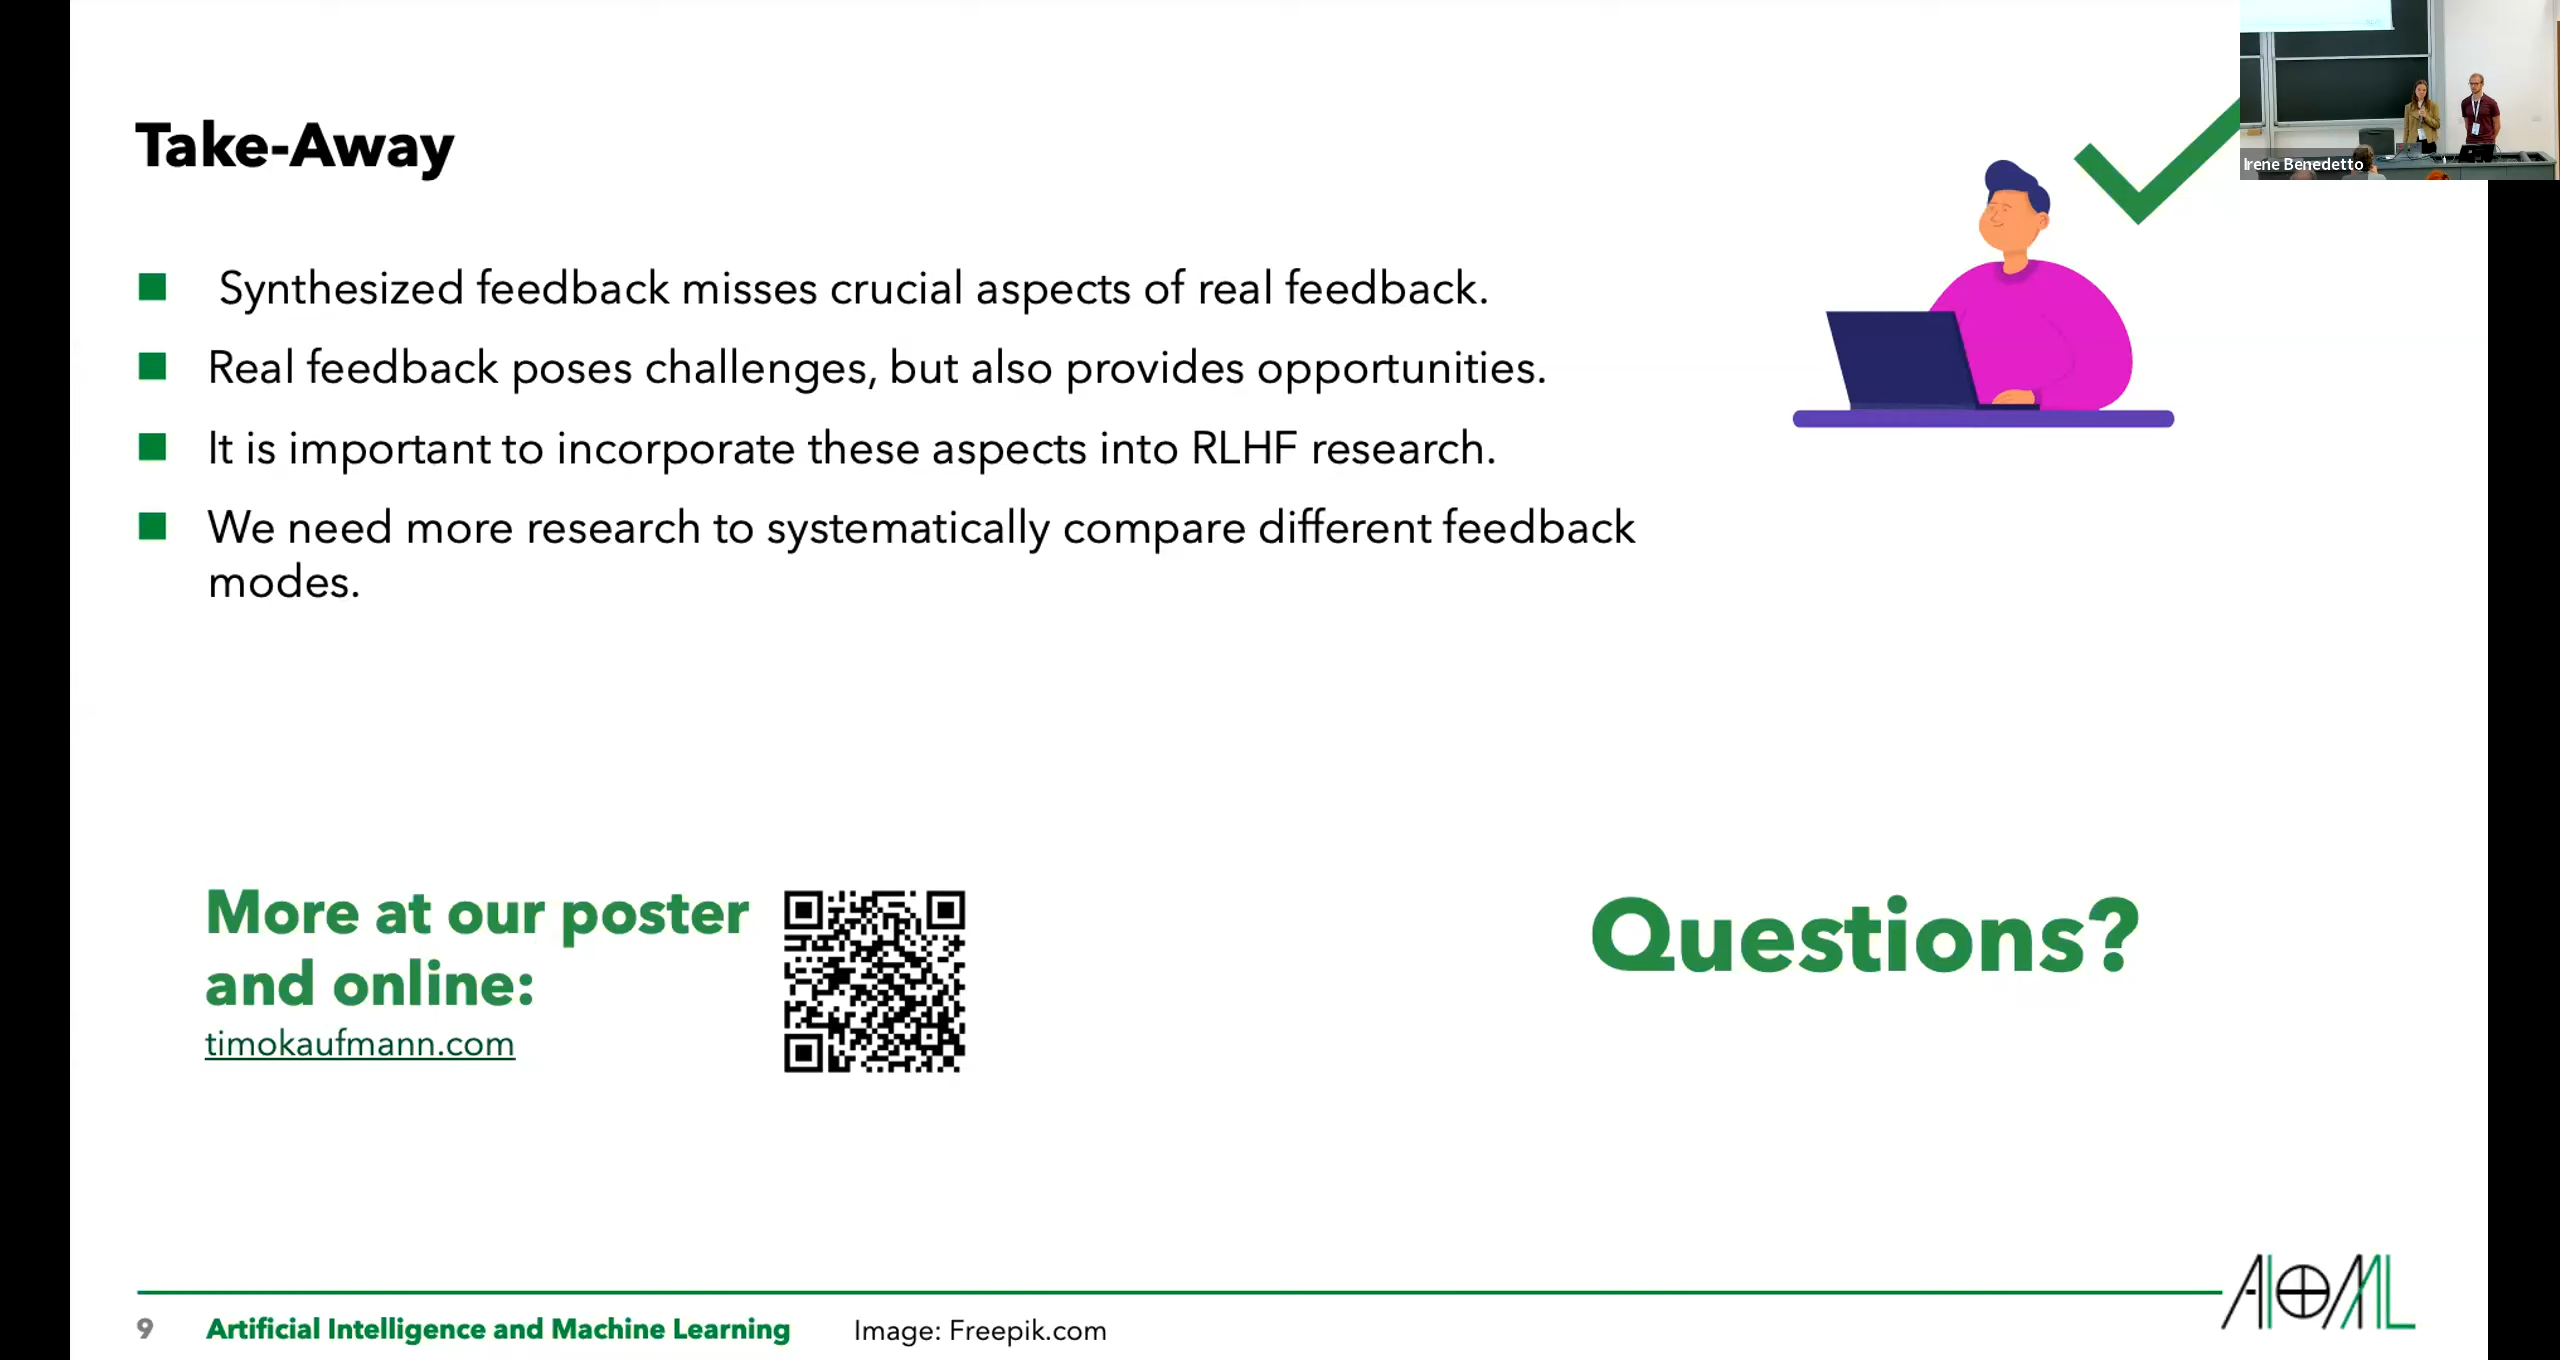 Take-Away
Irene Benedetto
Synthesized feedback misses crucial aspects of real feedback.
Real feedback poses challenges, but also provides opportunities.
It is important to incorporate these aspects into RLHF research.
We need more research to systematically compare different feedback
modes.
More at our poster
and online:
timokaufmann.com
Questions?
9 Artificial Intelligence and Machine Learning Image: Freepik.com
AIML